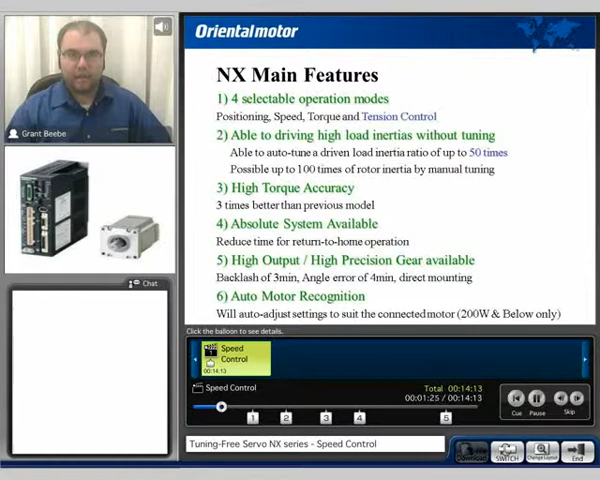 Orientalmotor
Grant Beebe
NX Main Features
1) 4 selectable operation modes
Positioning, Speed, Torque and Tension Control
2) Able to driving high load inertias without tuning
Able to auto-tune a driven load inertia ratio of up to 50 times
Possible up to 100 times of rotor inertia by manual tuning
3) High Torque Accuracy
3 times better than previous model
4) Absolute System Available
Reduce time for return-to-home operation
5) High Output / High Precision Gear available
Backlash of 3min, Angle error of 4min, direct mounting
6) Auto Motor Recognition
Will auto-adjust settings to suit the connected motor (200W & Below only)
Chat
Click the balloon to see details.
1
Speed
Control
00:14:13
Speed Control
Total 00:14:13
00:01:25 / 00:14:13
1 2 3 4 5
Cue Pause Skip
Tuning-Free Servo NX series - Speed Control
Download SWITCH Change Layout End